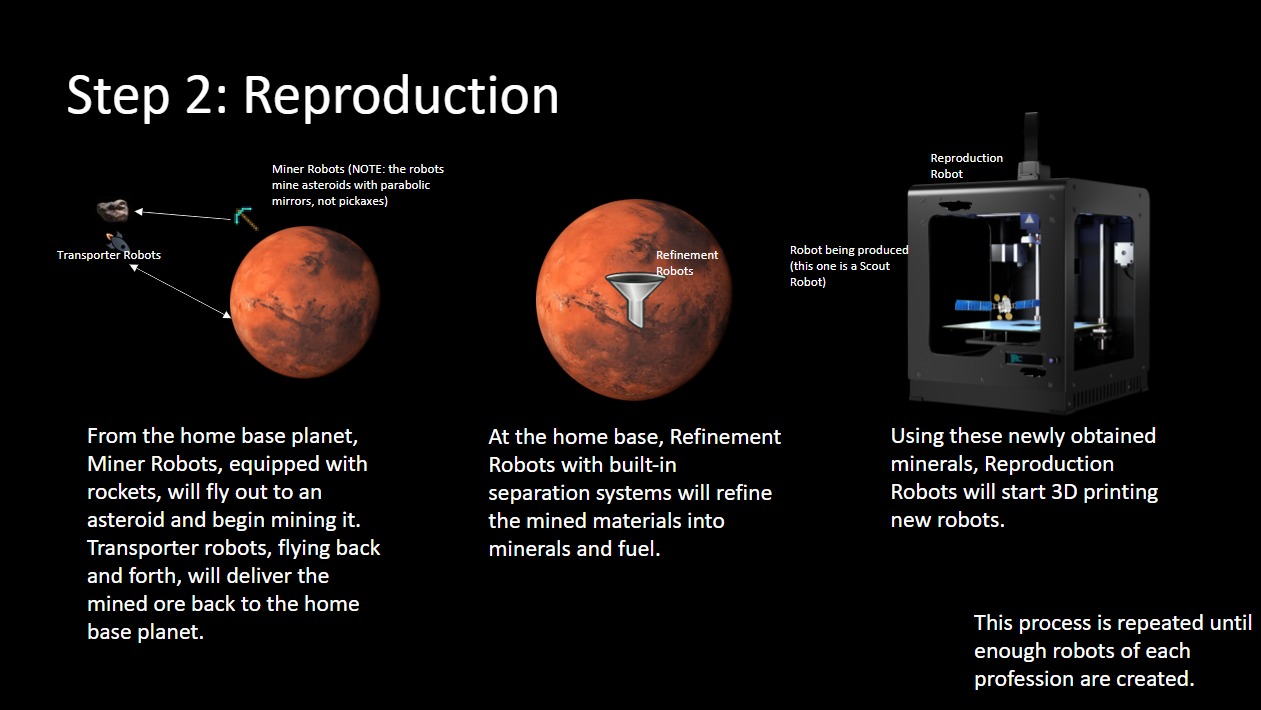 Step 2: Reproduction
Miner Robots (NOTE: the robots
mine asteroids with parabolic
mirrors, not pickaxes)
Transporter Robots
Refinement
Robots
Reproduction
Robot
Robot being produced
(this one is a Scout
Robot)
From the home base planet,
Miner Robots, equipped with
rockets, will fly out to an
asteroid and begin mining it.
Transporter robots, flying back
and forth, will deliver the
mined ore back to the home
base planet.
At the home base, Refinement
Robots with built-in
separation systems will refine
the mined materials into
minerals and fuel.
Using these newly obtained
minerals, Reproduction
Robots will start 3D printing
new robots.
This process is repeated until
enough robots of each
profession are created.